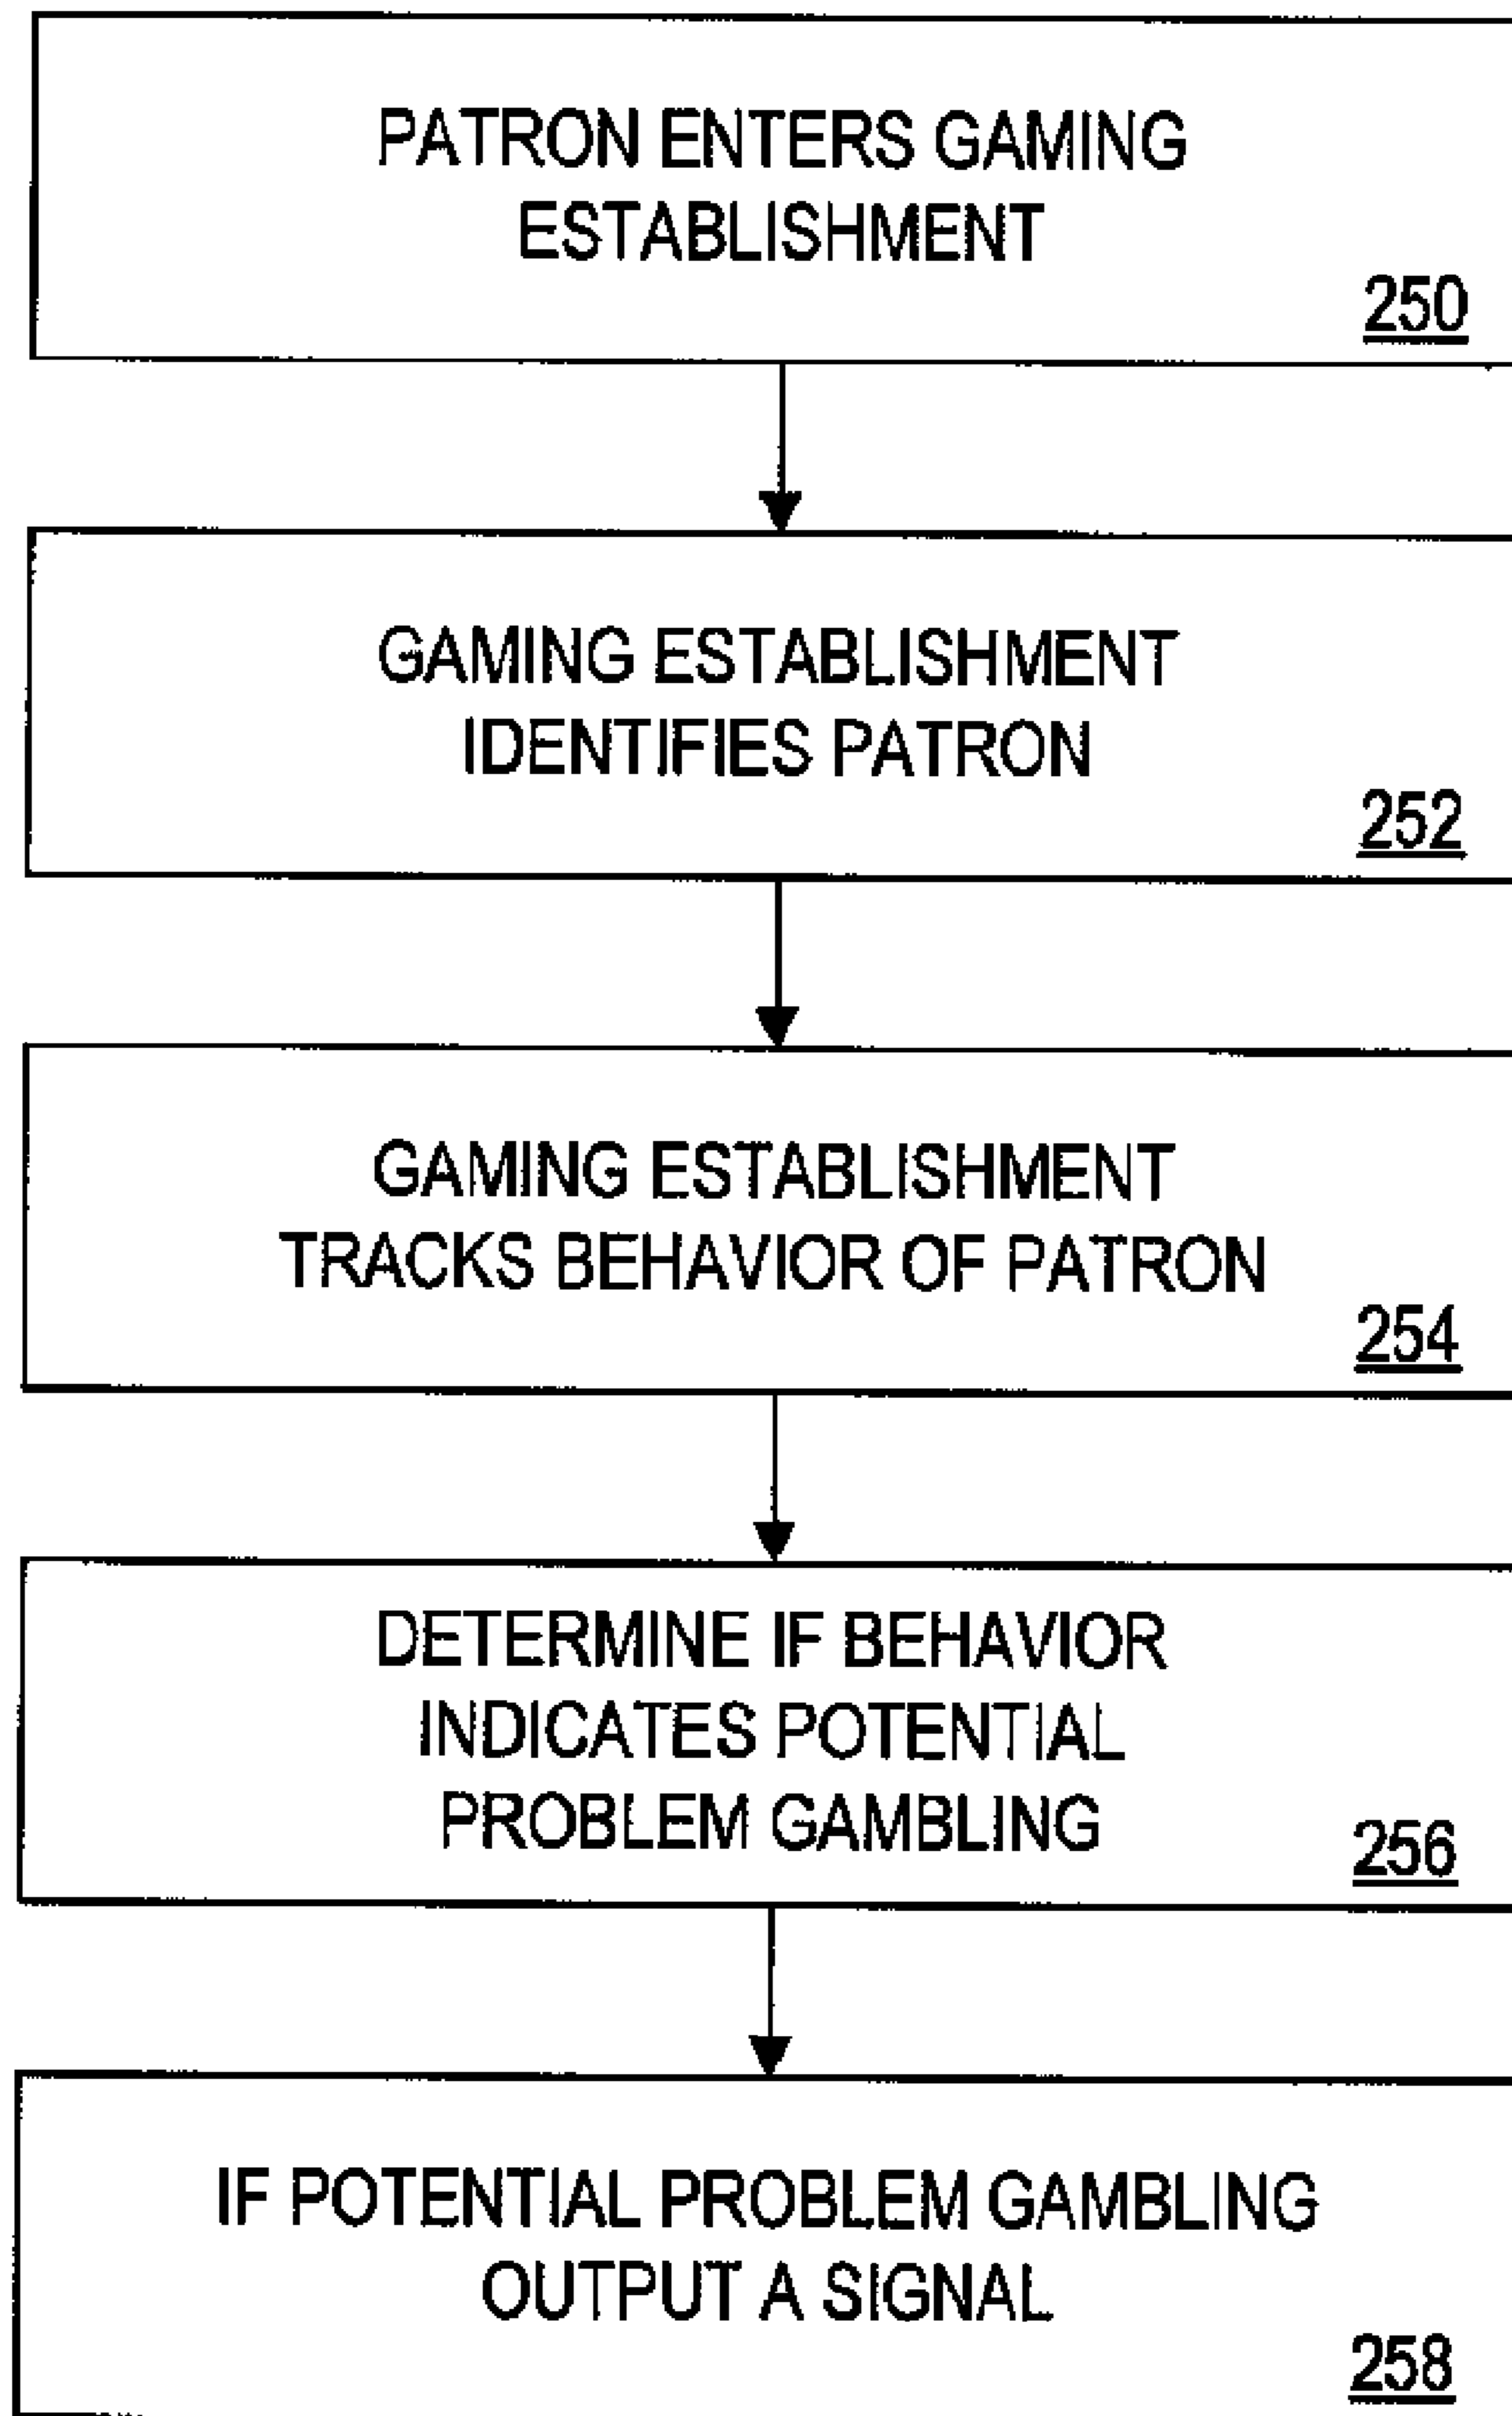 PATRON ENTERS GAMING
ESTABLISHMENT
250
GAMING ESTABLISHMENT
IDENTIFIES PATRON
252
GAMING ESTABLISHMENT
TRACKS BEHAVIOR OF PATRON
254
DETERMINE IF BEHAVIOR
INDICATES POTENTIAL
PROBLEM GAMBLING
256
IF POTENTIAL PROBLEM GAMBLING
OUTPUT A SIGNAL
258